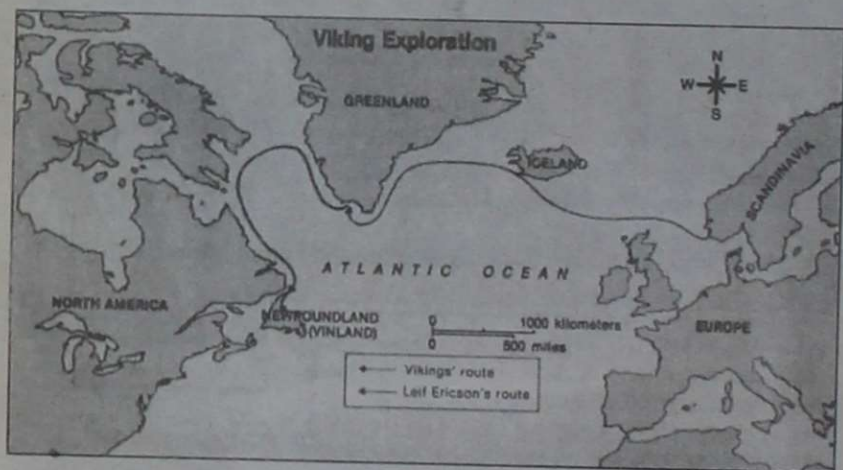 Viking Exploration
GREENLAND
N
W E
S
ICELAND
SCANDINAVIA
ATLANTIC OCEAN
NORTH AMERICA
NEWFOUNDLAND
(VINLAND)
0 1000 kilometers
0 500 miles
EUROPE
Vikings' route
Leif Ericson's route